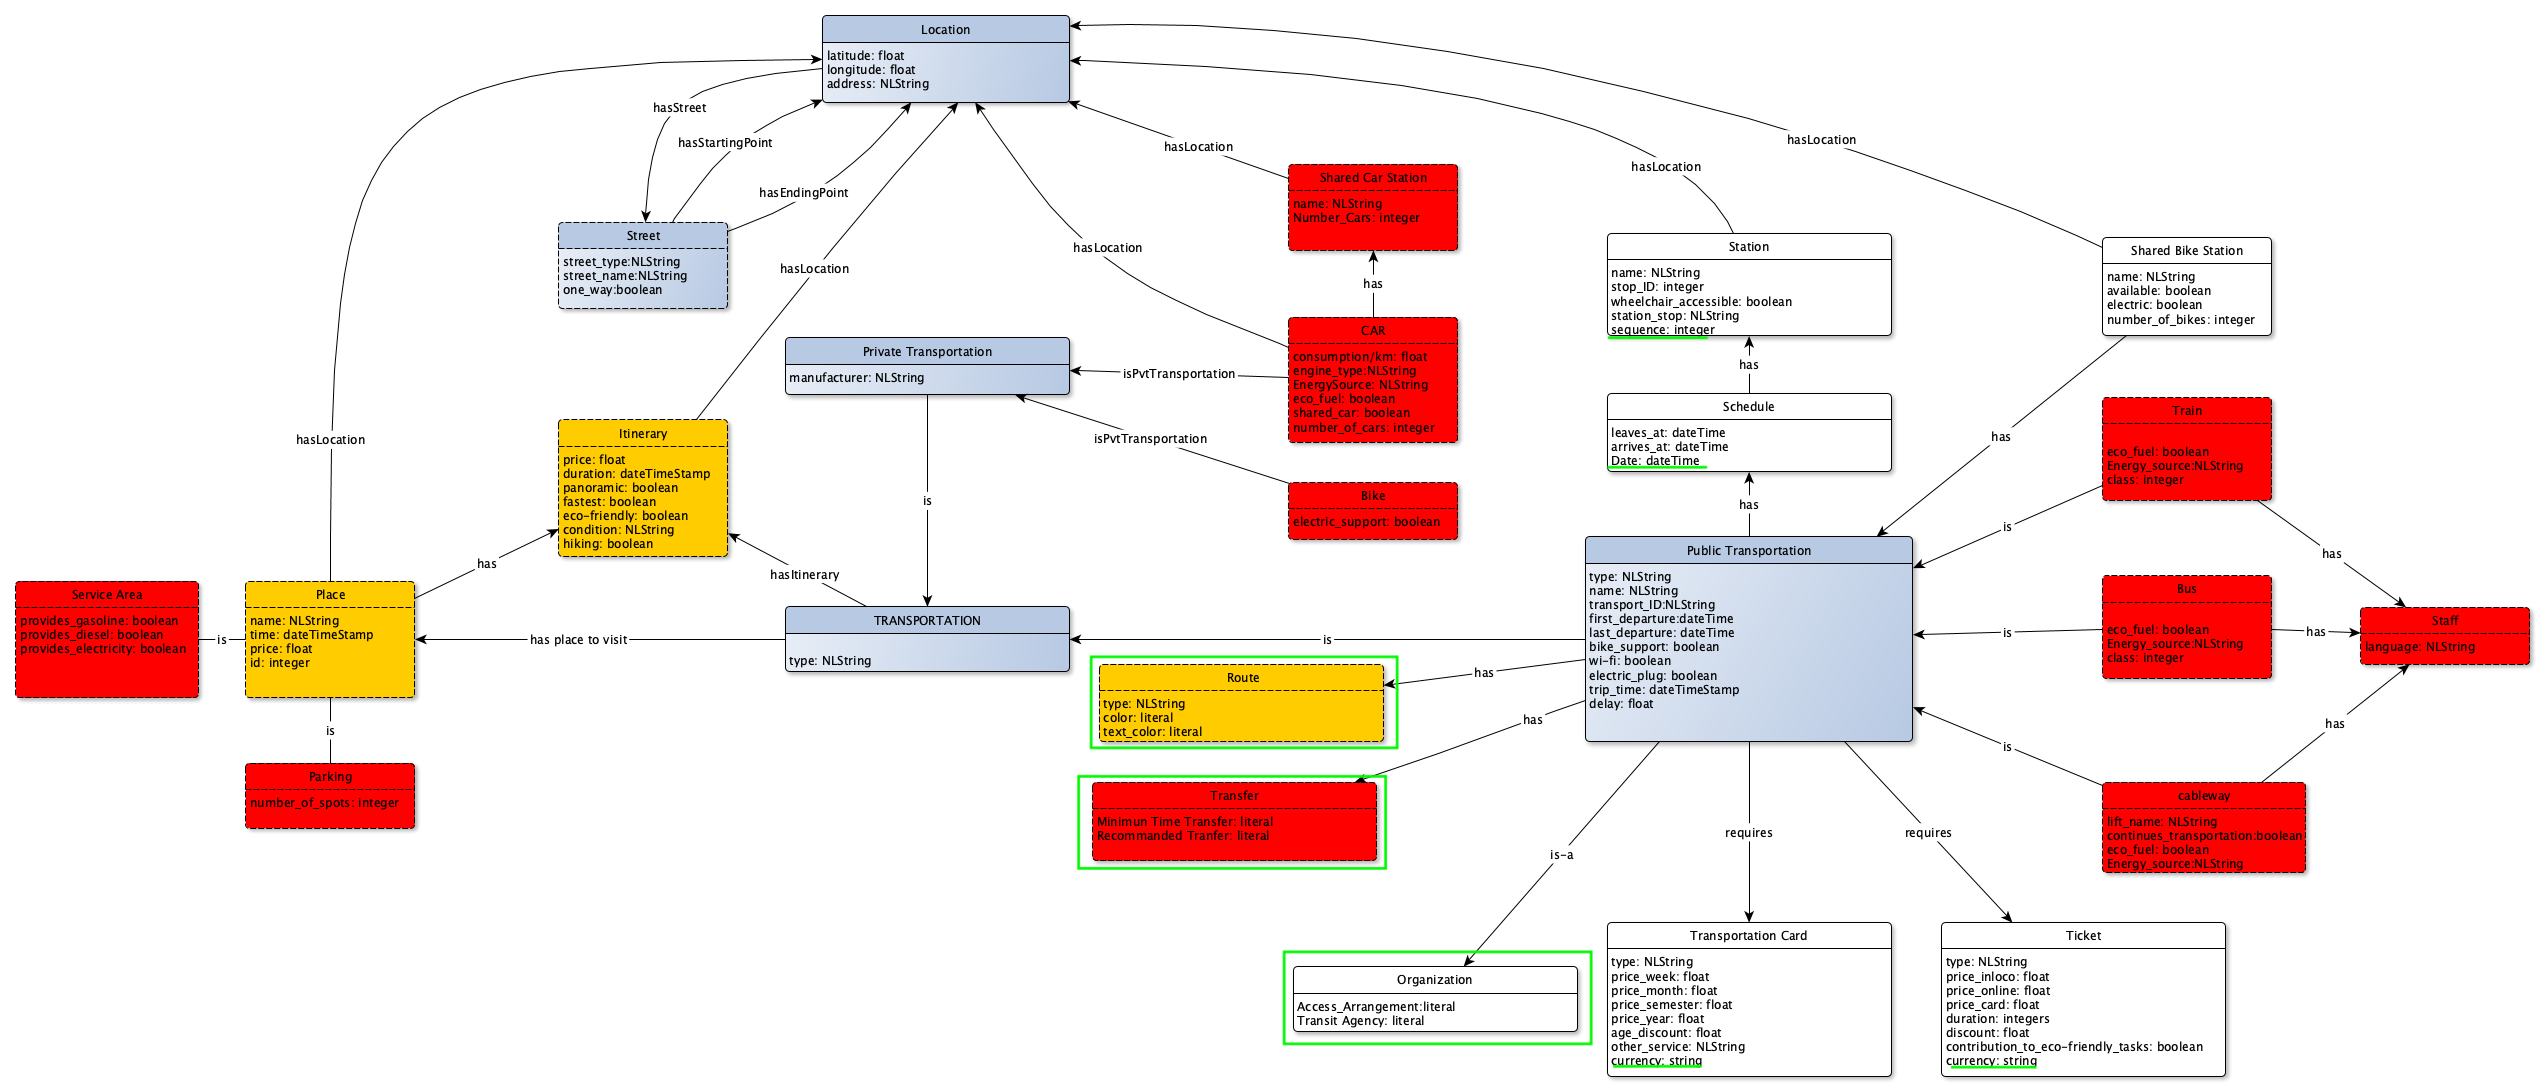 Location
latitude: float
longitude: float
address: NLString
hasStreet
hasStartingPoint
hasEndingPoint
hasLocation
hasLocation
hasLocation
hasLocation
hasLocation
hasLocation
Street
street_type:NLString
street_name:NLString
one_way:boolean
Shared Car Station
name: NLString
Number_Cars: integer
has
Station
name: NLString
stop_ID: integer
wheelchair_accessible: boolean
station_stop: NLString
sequence: integer
has
Shared Bike Station
name: NLString
available: boolean
electric: boolean
number_of_bikes: integer
has
Private Transportation
manufacturer: NLString
isPvtTransportation
isPvtTransportation
is
CAR
consumption/km: float
engine_type:NLString
EnergySource: NLString
eco_fuel: boolean
shared_car: boolean
number_of_cars: integer
Bike
electric_support: boolean
Schedule
leaves_at: dateTime
arrives_at: dateTime
Date: dateTime
has
Train
eco_fuel: boolean
Energy_source:NLString
class: integer
is
has
Itinerary
price: float
duration: dateTimeStamp
panoramic: boolean
fastest: boolean
eco-friendly: boolean
condition: NLString
hiking: boolean
has
hasItinerary
Service Area
provides_gasoline: boolean
provides_diesel: boolean
provides_electricity: boolean
is
Place
name: NLString
time: dateTimeStamp
price: float
id: integer
has place to visit
is
Parking
number_of_spots: integer
TRANSPORTATION
type: NLString
is
Public Transportation
type: NLString
name: NLString
transport_ID:NLString
first_departure:dateTime
last_departure: dateTime
bike_support: boolean
wi-fi: boolean
electric_plug: boolean
trip_time: dateTimeStamp
delay: float
Bus
eco_fuel: boolean
Energy_source:NLString
class: integer
is
has
Staff
language: NLString
Route
type: NLString
color: literal
text_color: literal
has
has
Transfer
Minimun Time Transfer: literal
Recommanded Tranfer: literal
is
has
cableway
lift_name: NLString
continues_transportation:boolean
eco_fuel: boolean
Energy_source:NLString
is-a
requires
requires
Organization
Access_Arrangement:literal
Transit Agency: literal
Transportation Card
type: NLString
price_week: float
price_month: float
price_semester: float
price_year: float
age_discount: float
other_service: NLString
currency: string
Ticket
type: NLString
price_inloco: float
price_online: float
price_card: float
duration: integers
discount: float
contribution_to_eco-friendly_tasks: boolean
currency: string